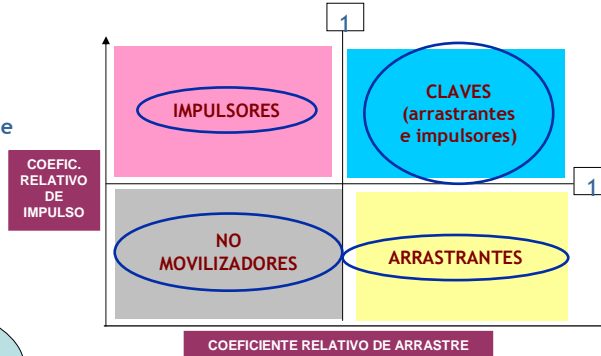 1
IMPULSORES
CLAVES
(arrastrantes
e impulsores)
e
COEFIC.
RELATIVO
DE
IMPULSO
1
NO
MOVILIZADORES
ARRASTRANTES
COEFICIENTE RELATIVO DE ARRASTRE